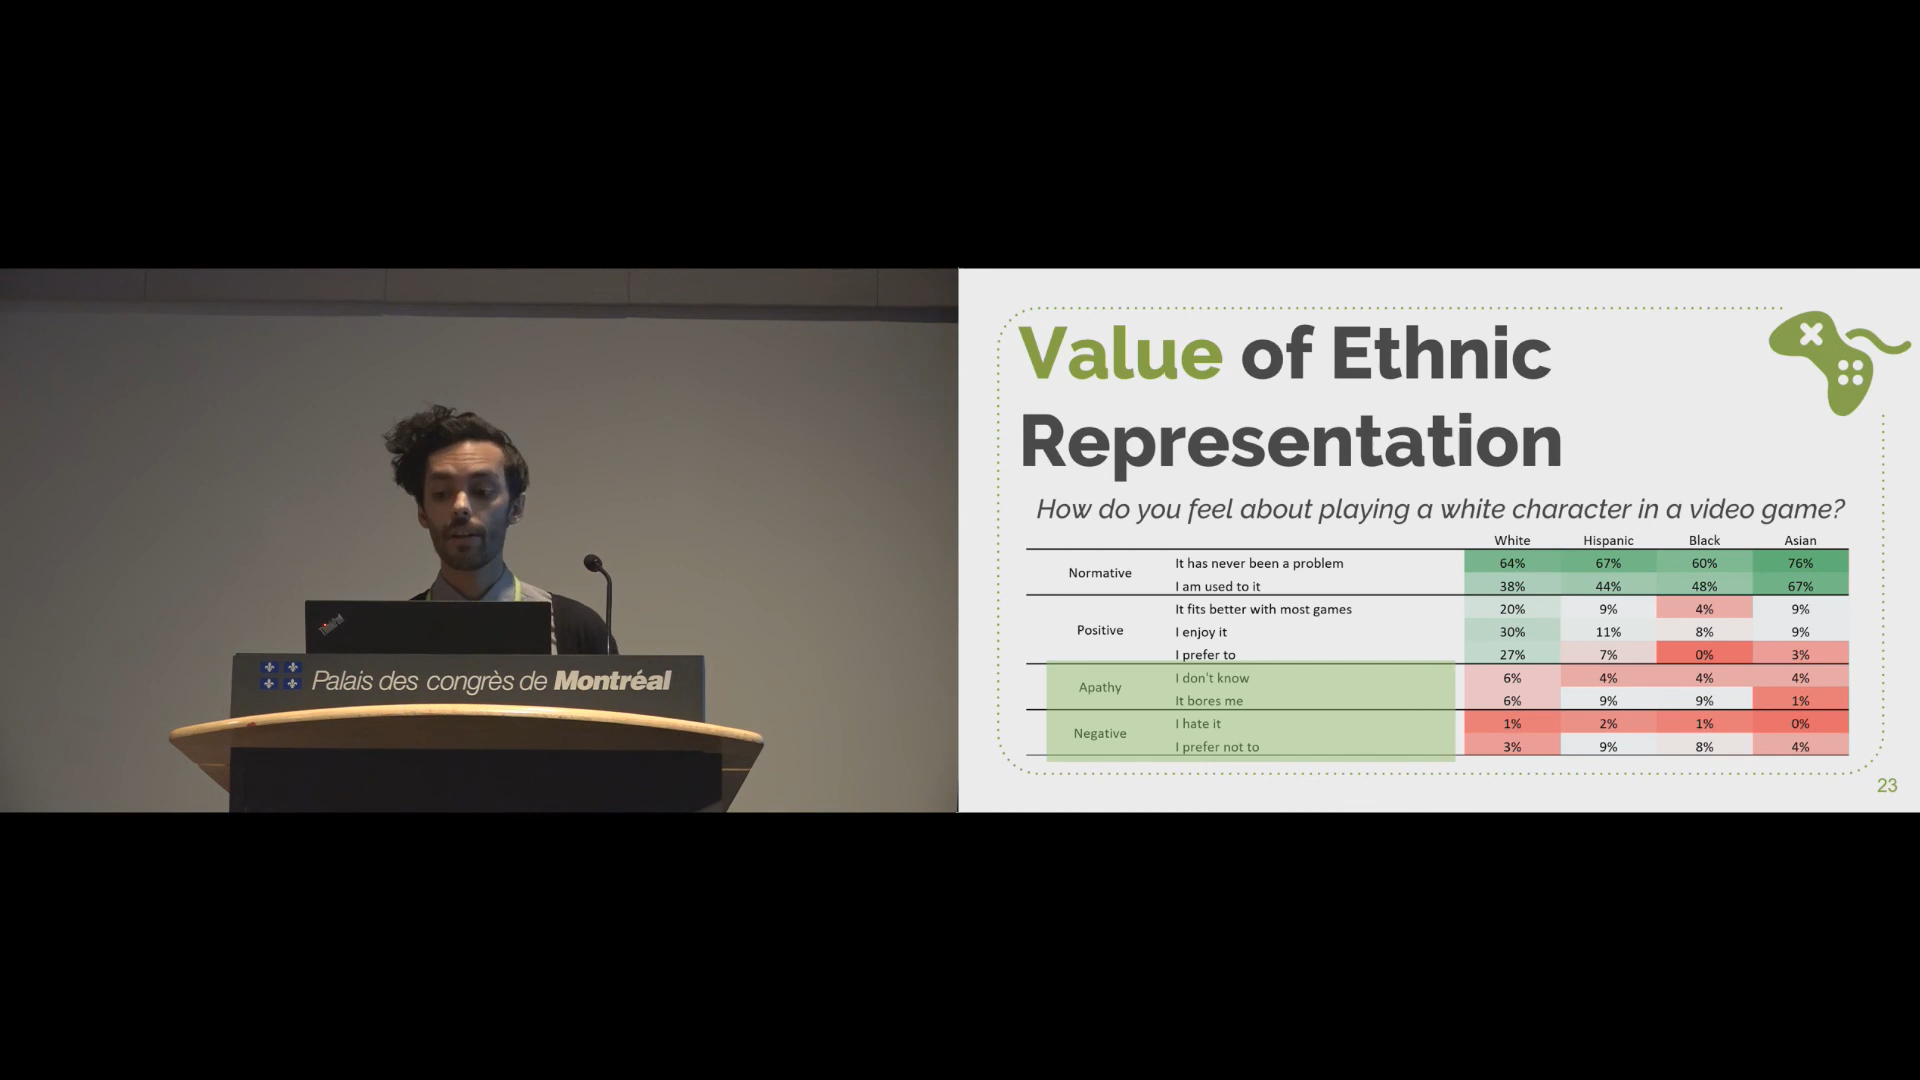 ThinkPad
Palais des congrès de Montréal
Value of Ethnic
Representation
How do you feel about playing a white character in a video game?
White Hispanic Black Asian
Normative It has never been a problem 64% 67% 60% 76%
I am used to it 38% 44% 48% 67%
Positive It fits better with most games 20% 9% 4% 9%
I enjoy it 30% 11% 8% 9%
I prefer to 27% 7% 0% 3%
Apathy I don't know 6% 4% 4% 4%
It bores me 6% 9% 9% 1%
Negative I hate it 1% 2% 1% 0%
I prefer not to 3% 9% 8% 4%
23